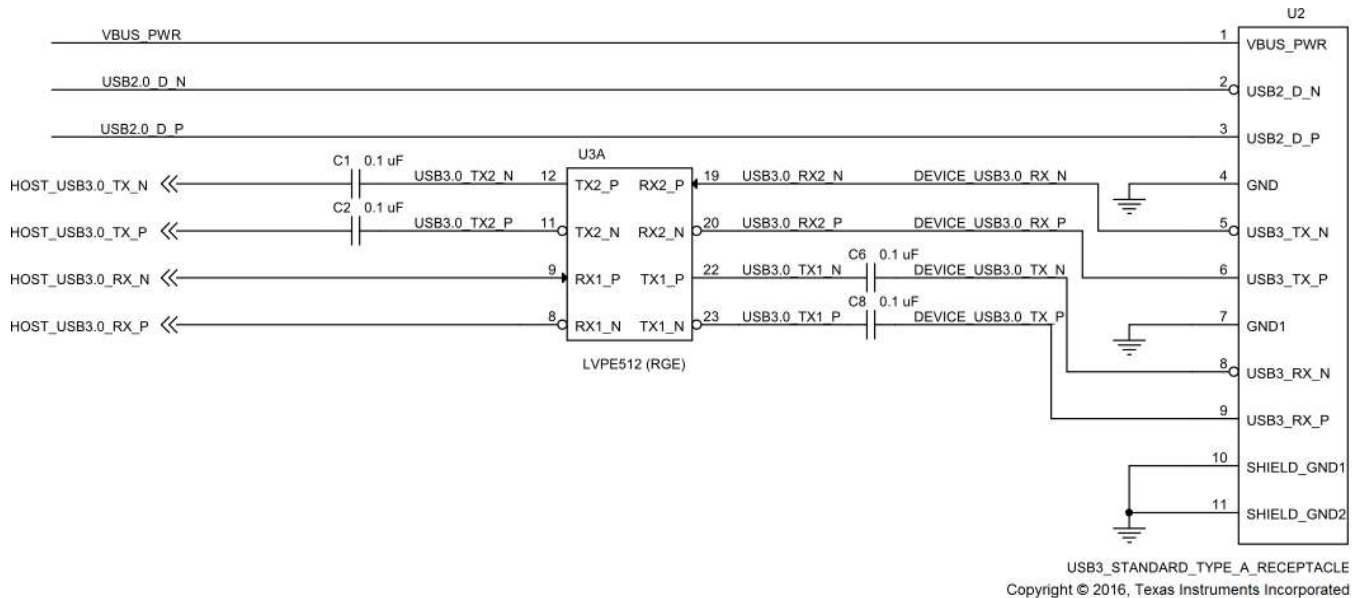 U2
VBUS_PWR 1 VBUS_PWR
USB2.0_D_N 2 USB2_D_N
USB2.0_D_P 3 USB2_D_P
U3A
C1 0.1 uF
HOST_USB3.0_TX_N USB3.0_TX2_N 12 TX2_P RX2_P 19 USB3.0_RX2_N DEVICE_USB3.0_RX_N 4 GND
C2 0.1 uF
HOST_USB3.0_TX_P USB3.0_TX2_P 11 TX2_N RX2_N 20 USB3.0_RX2_P DEVICE_USB3.0_RX_P 5 USB3_TX_N
C6 0.1 uF
HOST_USB3.0_RX_N 9 RX1_P TX1_P 22 USB3.0_TX1_N DEVICE_USB3.0_TX_N 6 USB3_TX_P
C8 0.1 uF
HOST_USB3.0_RX_P 8 RX1_N TX1_N 23 USB3.0_TX1_P DEVICE_USB3.0_TX_P 7 GND1
LVPE512 (RGE)
8 USB3_RX_N
9 USB3_RX_P
10 SHIELD_GND1
11 SHIELD_GND2
USB3_STANDARD_TYPE_A_RECEPTACLE
Copyright © 2016, Texas Instruments Incorporated